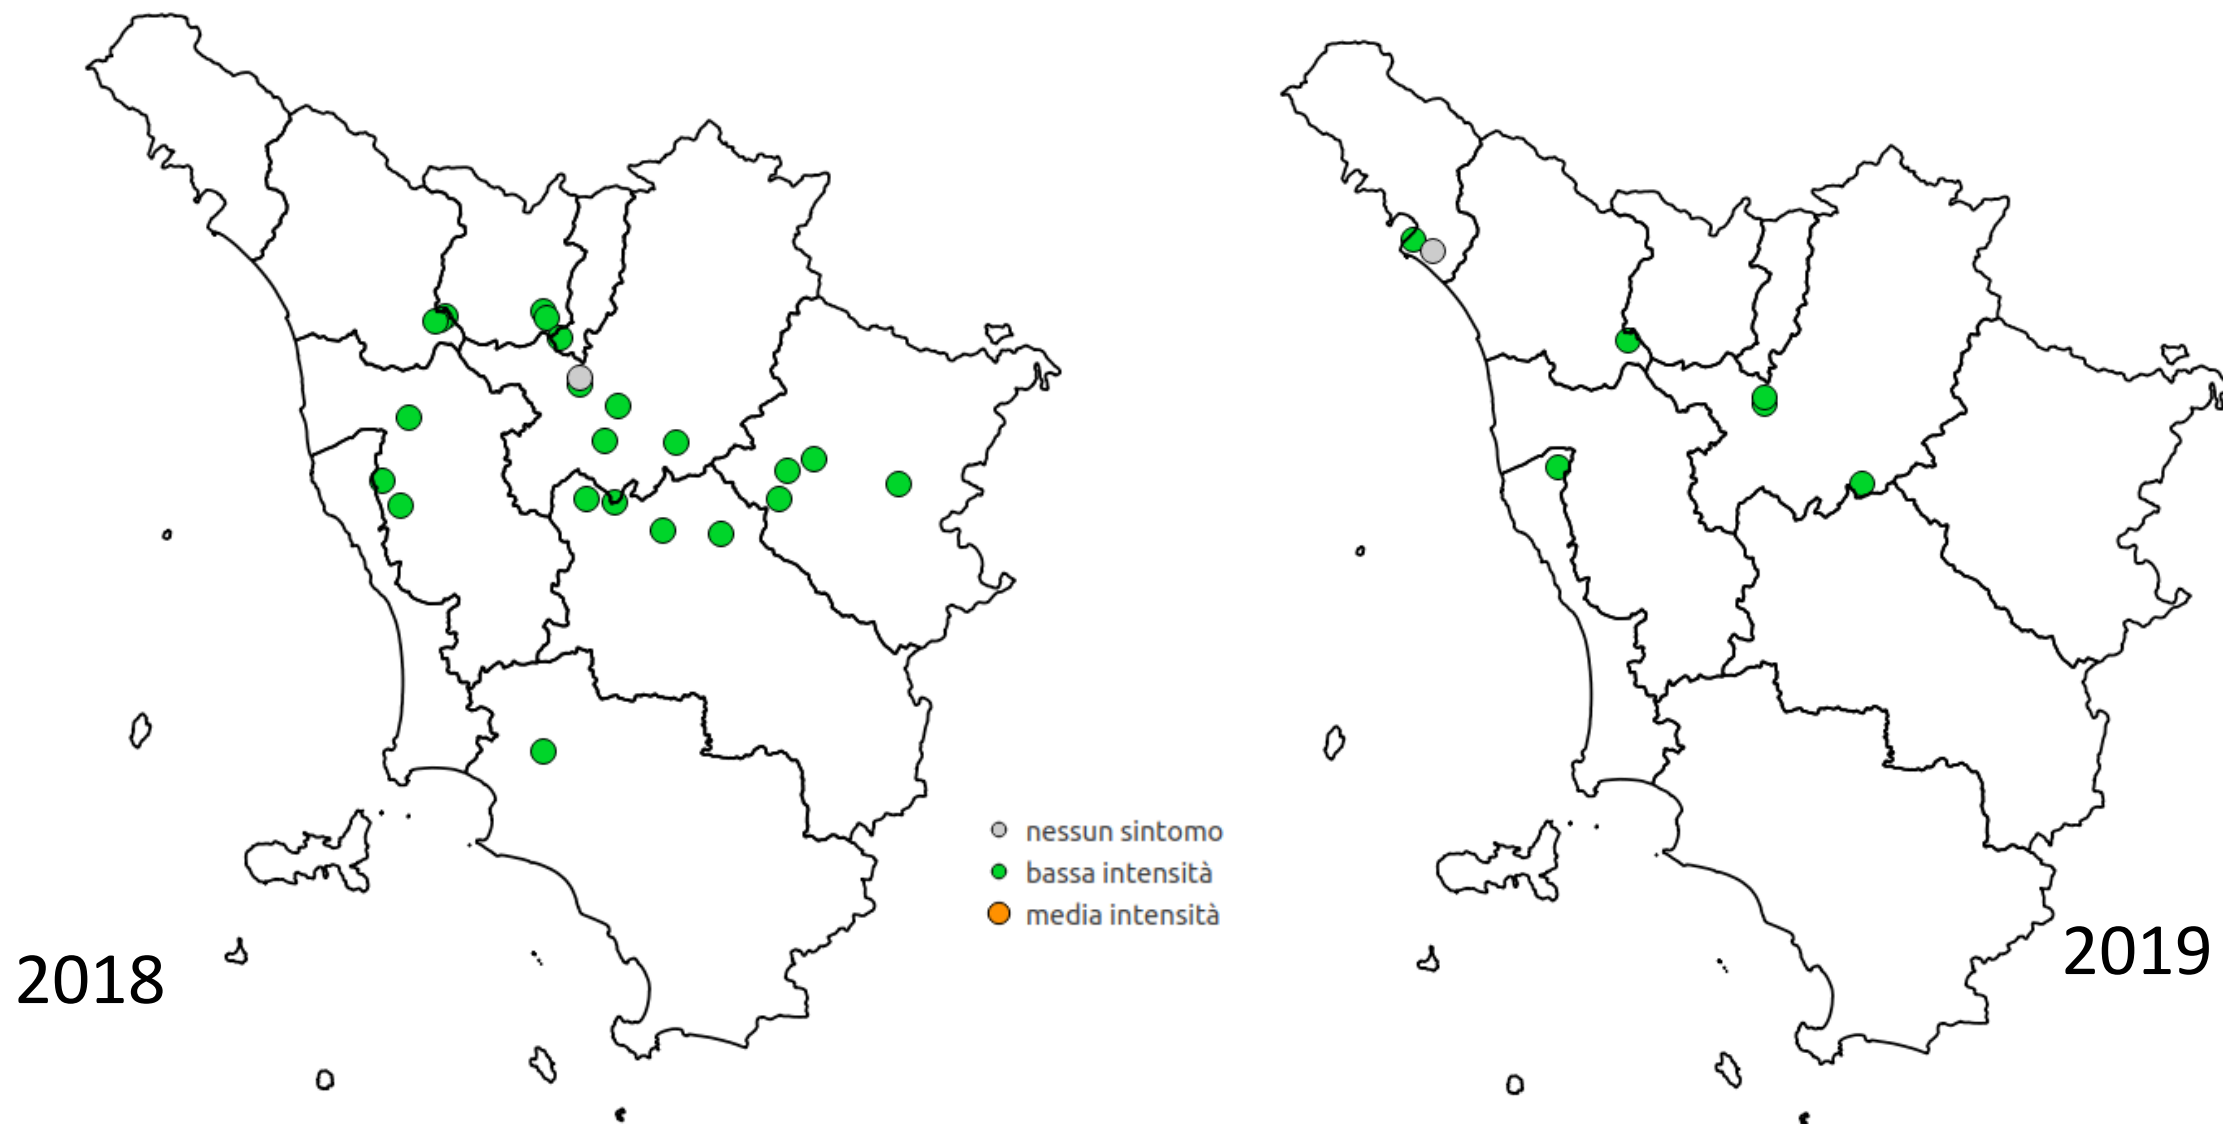 nessun sintomo
bassa intensità
media intensità
2018
2019